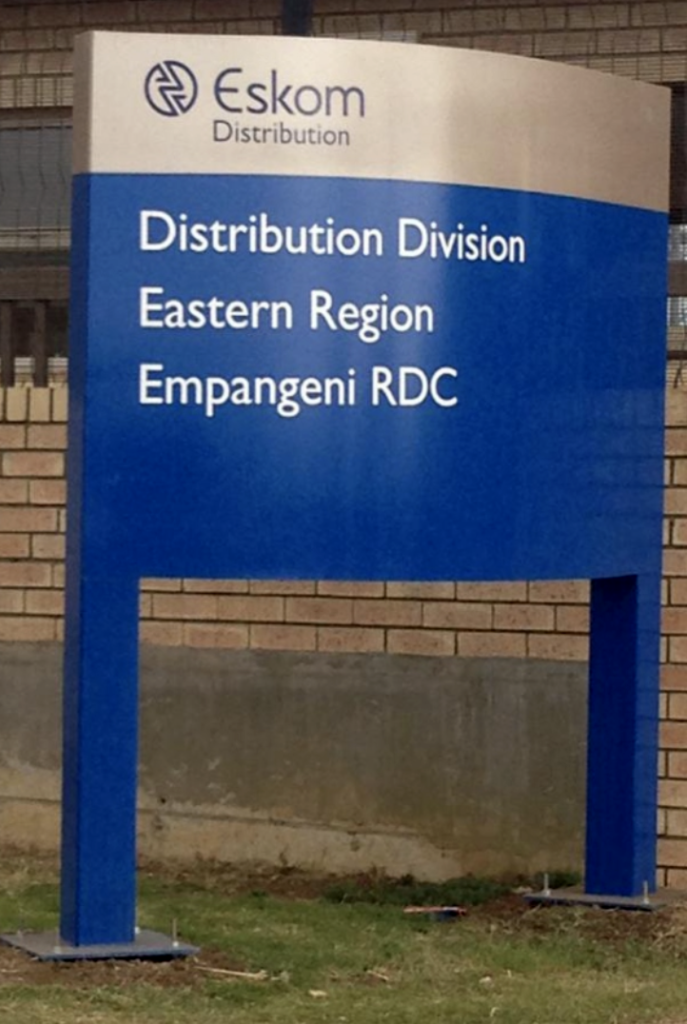 Eskom
Distribution
Distribution Division
Eastern Region
Empangeni RDC